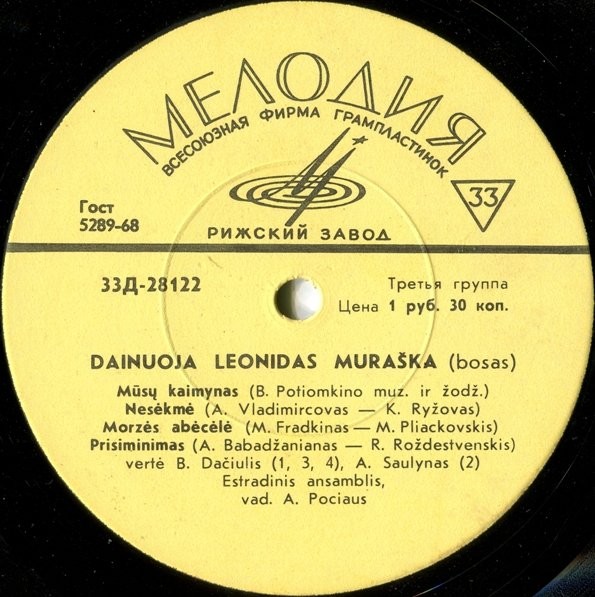 МЕЛОДИЯ
ВСЕСОЮЗНАЯ ФИРМА ГРАМПЛАСТИНОК
33
Гост
5289-68
РИЖСКИЙ ЗАВОД
33Д-28122
Третья группа
Цена 1 руб. 30 коп.
DAINUOJA LEONIDAS MURAŠKA (bosas)
Mūsų kaimynas (B. Potiomkino muz. ir žodž.)
Nesėkmė (A. Vladimircovas — K. Ryžovas)
Morzės abėcėlė (M. Fradkinas — M. Pliackovskis)
Prisiminimas (A. Babadžanianas — R. Roždestvenskis)
vertė B. Dačiulis (1, 3, 4), A. Saulynas (2)
Estradinis ansamblis,
vad. A. Pociaus